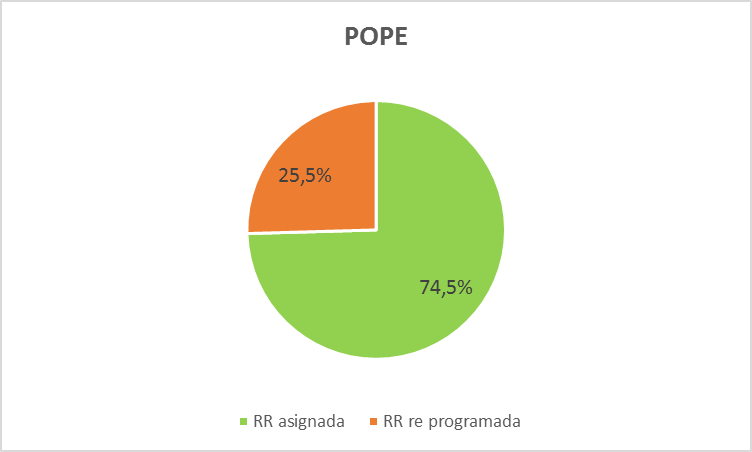 POPE
25,5%
74,5%
RR asignada RR re programada